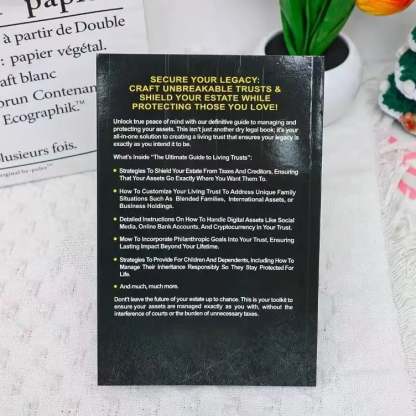 papier
à partir de Double
: papier végétal.
aft blanc
orun Contenan
Ecographik.™
lusieurs fois.
SECURE YOUR LEGACY:
CRAFT UNBREAKABLE TRUSTS &
SHIELD YOUR ESTATE WHILE
PROTECTING THOSE YOU LOVE!
Unlock true peace of mind with our definitive guide to managing and
protecting your assets. This isn't just another dry legal book; it's your
all-in-one solution to creating a living trust that ensures your legacy is
exactly as you intend it to be.
What's Inside "The Ultimate Guide to Living Trusts":
Strategies To Shield Your Estate From Taxes And Creditors, Ensuring
That Your Assets Go Exactly Where You Want Them To.
How To Customize Your Living Trust To Address Unique Family
Situations Such As Blended Families, International Assets, or
Business Holdings.
Detailed Instructions On How To Handle Digital Assets Like Social
Media, Online Bank Accounts, And Cryptocurrency in Your Trust.
Mow To Incorporate Philanthropic Goals Into Your Trust, Ensuring
Lasting Impact Beyond Your Lifetime.
Strategies To Provide For Children And Dependents, Including How To
Manage Their Inheritance Responsibly So They Stay Protected For
Life.
And much, much more.
Dont't leave the future of your estate up to chance. This is your toolkit to
ensure your assets are managed exactly as you with, without the
interference of courts or the burden of unnecessary taxes.